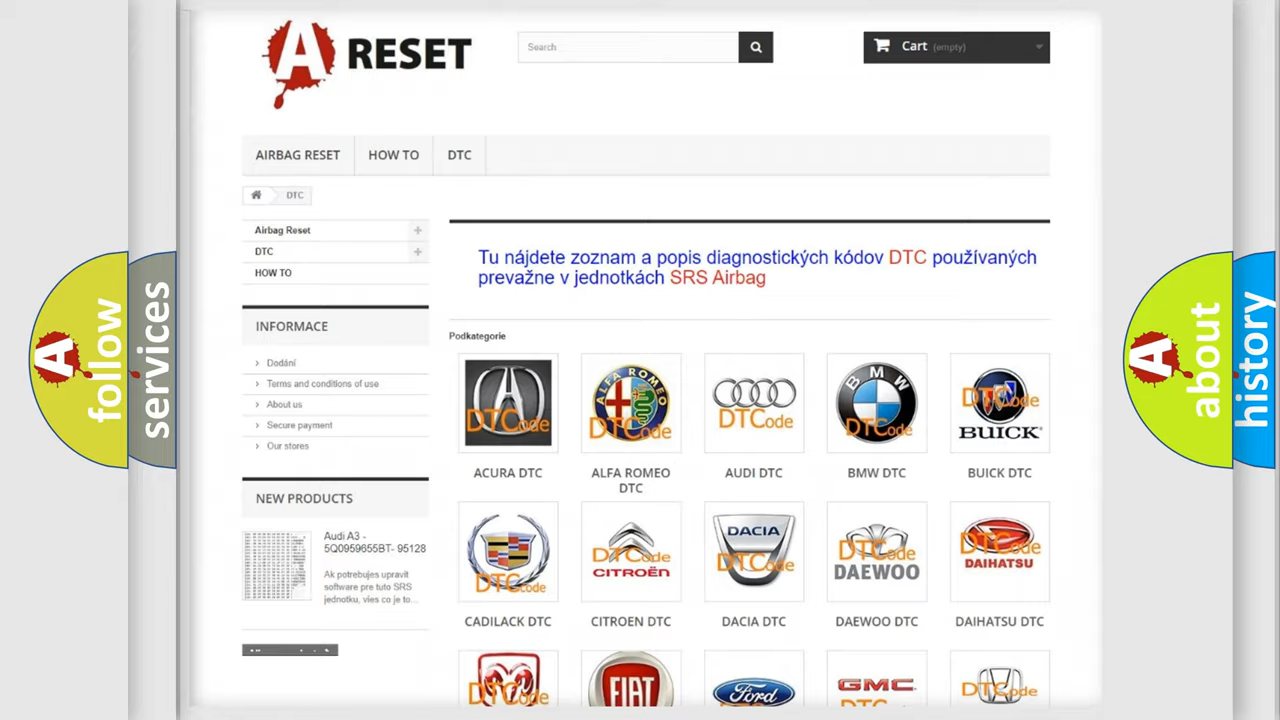 A RESET
Search
Cart (empty)
AIRBAG RESET
HOW TO
DTC
DTC
Airbag Reset
DTC
HOW TO
Tu nájdete zoznam a popis diagnostických kódov DTC používaných
prevažne v jednotkách SRS Airbag
INFORMACE
Dodání
Terms and conditions of use
About us
Secure payment
Our stores
NEW PRODUCTS
Audi A3 -
5Q0959655BT- 95128
Ak potrebujes upravit
software pre tuto SRS
jednotku, vies co je to...
Podkategorie
DTCode
ALFA ROMEO
DTCode
DTCode
BMW
DTCode
DTCode
BUICK
ACURA DTC
ALFA ROMEO
DTC
AUDI DTC
BMW DTC
BUICK DTC
DTCode
DTCode
CITROËN
DACIA
DTCode
DTCode
DAEWOO
DTCode
DAIHATSU
CADILACK DTC
CITROEN DTC
DACIA DTC
DAEWOO DTC
DAIHATSU DTC
DTCode
FIAT
Ford
GMC
DTCode
A
follow
services
A
about
history